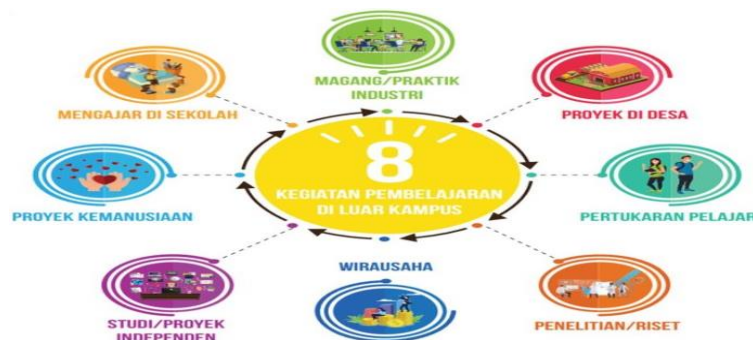 MAGANG/PRAKTIK
INDUSTRI
MENGAJAR DI SEKOLAH
PROYEK DI DESA
8
KEGIATAN PEMBELAJARAN
DI LUAR KAMPUS
PROYEK KEMANUSIAAN
PERTUKARAN PELAJAR
WIRAUSAHA
STUDI/PROYEK
INDEPENDEN
PENELITIAN/RISET